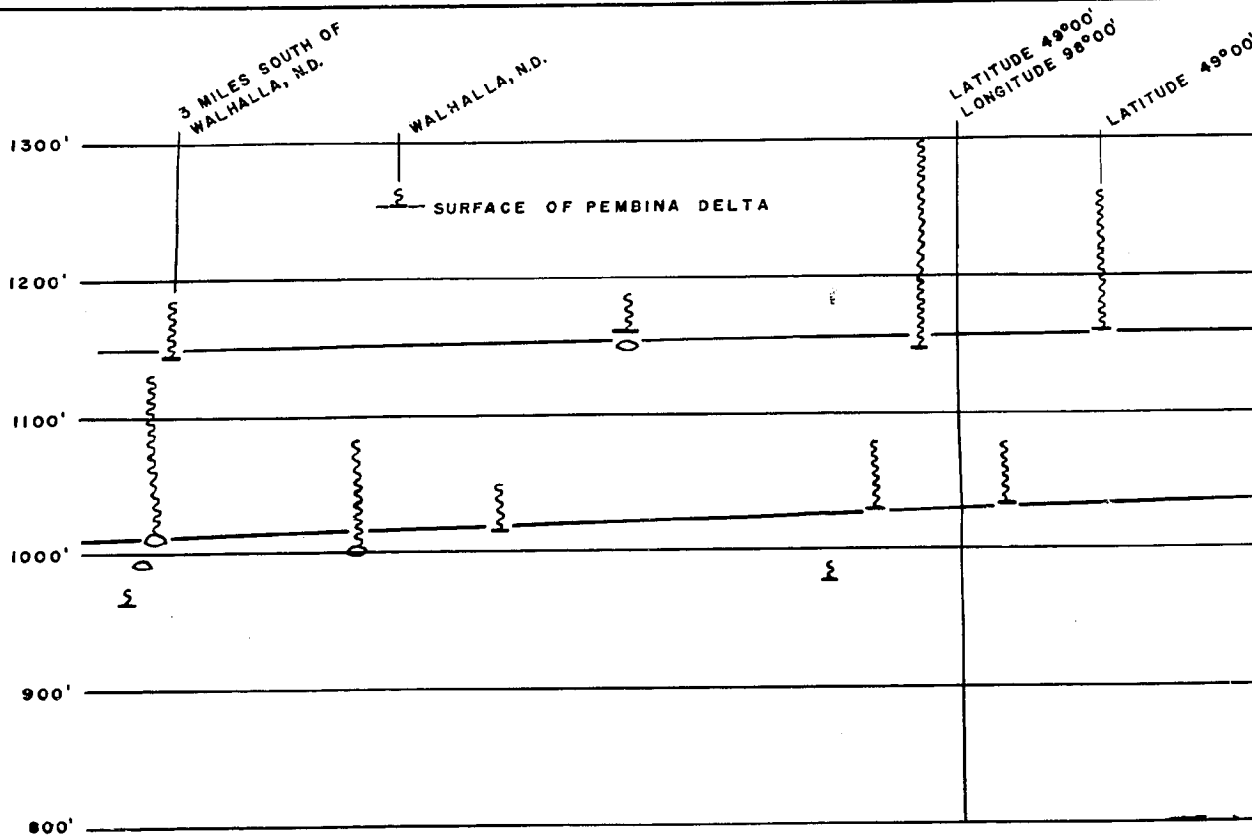 3 MILES SOUTH OF
WALHALLA, N.D.
WALHALLA, N.D.
LATITUDE 49°00'
LONGITUDE 98°00'
LATITUDE 49°00'
1300'
SURFACE OF PEMBINA DELTA
1200'
1100'
1000'
900'
800'